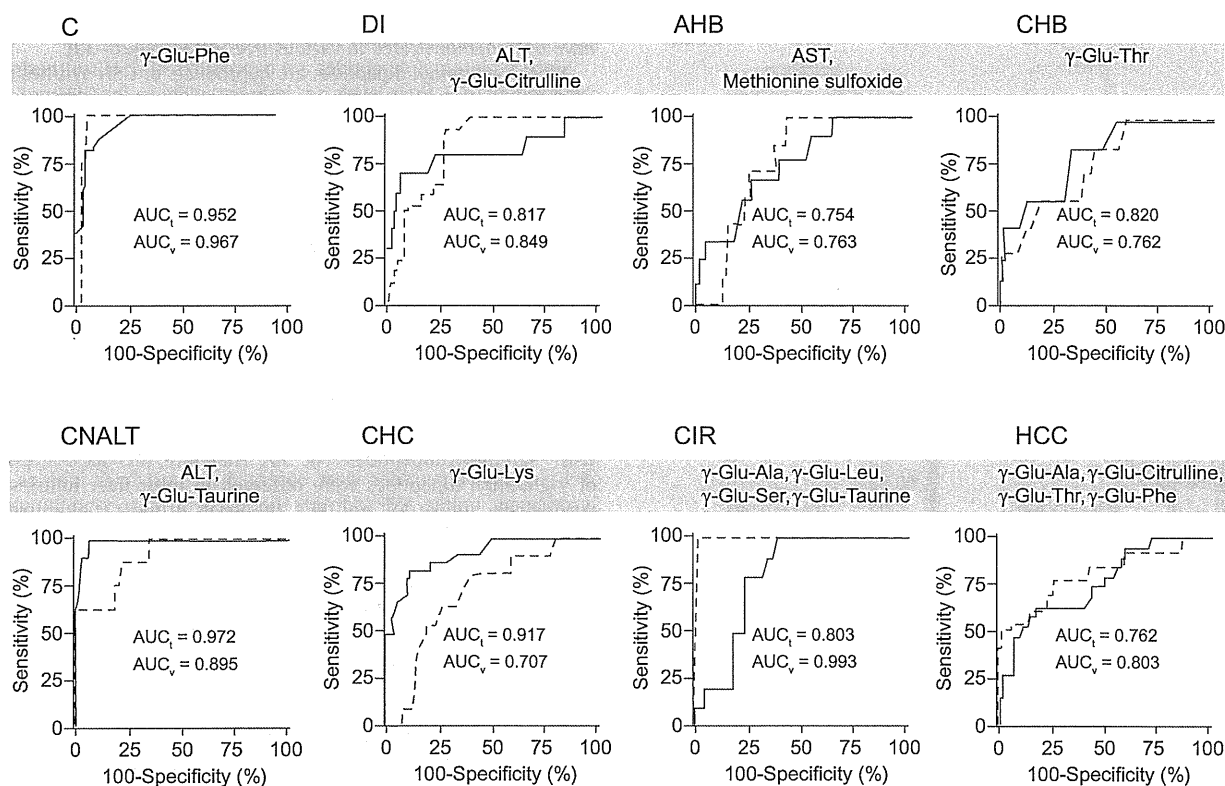 C
DI
AHB
CHB
γ-Glu-Phe
ALT,
γ-Glu-Citrulline
AST,
Methionine sulfoxide
γ-Glu-Thr
Sensitivity (%)
100
75
50
25
0
AUCt = 0.952
AUCv = 0.967
0 25 50 75 100
100-Specificity (%)
Sensitivity (%)
100
75
50
25
0
AUCt = 0.817
AUCv = 0.849
0 25 50 75 100
100-Specificity (%)
Sensitivity (%)
100
75
50
25
0
AUCt = 0.754
AUCv = 0.763
0 25 50 75 100
100-Specificity (%)
Sensitivity (%)
100
75
50
25
0
AUCt = 0.820
AUCv = 0.762
0 25 50 75 100
100-Specificity (%)
CNALT
CHC
CIR
HCC
ALT,
γ-Glu-Taurine
γ-Glu-Lys
γ-Glu-Ala, γ-Glu-Leu,
γ-Glu-Ser, γ-Glu-Taurine
γ-Glu-Ala, γ-Glu-Citrulline,
γ-Glu-Thr, γ-Glu-Phe
Sensitivity (%)
100
75
50
25
0
AUCt = 0.972
AUCv = 0.895
0 25 50 75 100
100-Specificity (%)
Sensitivity (%)
100
75
50
25
0
AUCt = 0.917
AUCv = 0.707
0 25 50 75 100
100-Specificity (%)
Sensitivity (%)
100
75
50
25
0
AUCt = 0.803
AUCv = 0.993
0 25 50 75 100
100-Specificity (%)
Sensitivity (%)
100
75
50
25
0
AUCt = 0.762
AUCv = 0.803
0 25 50 75 100
100-Specificity (%)